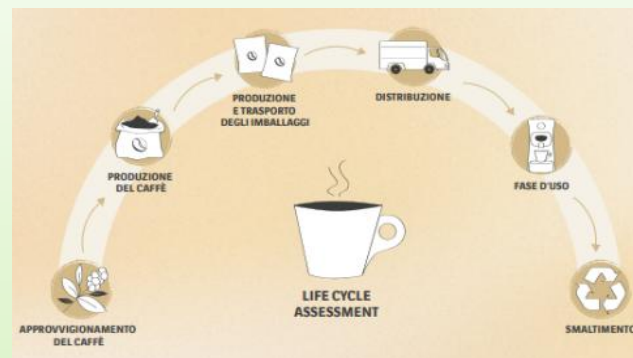 PRODUZIONE
E TRASPORTO
DEGLI IMBALLAGGI
DISTRIBUZIONE
PRODUZIONE
DEL CAFFÈ
FASE D'USO
LIFE CYCLE
ASSESSMENT
APPROVVIGIONAMENTO
DEL CAFFÈ
SMALTIMENTO